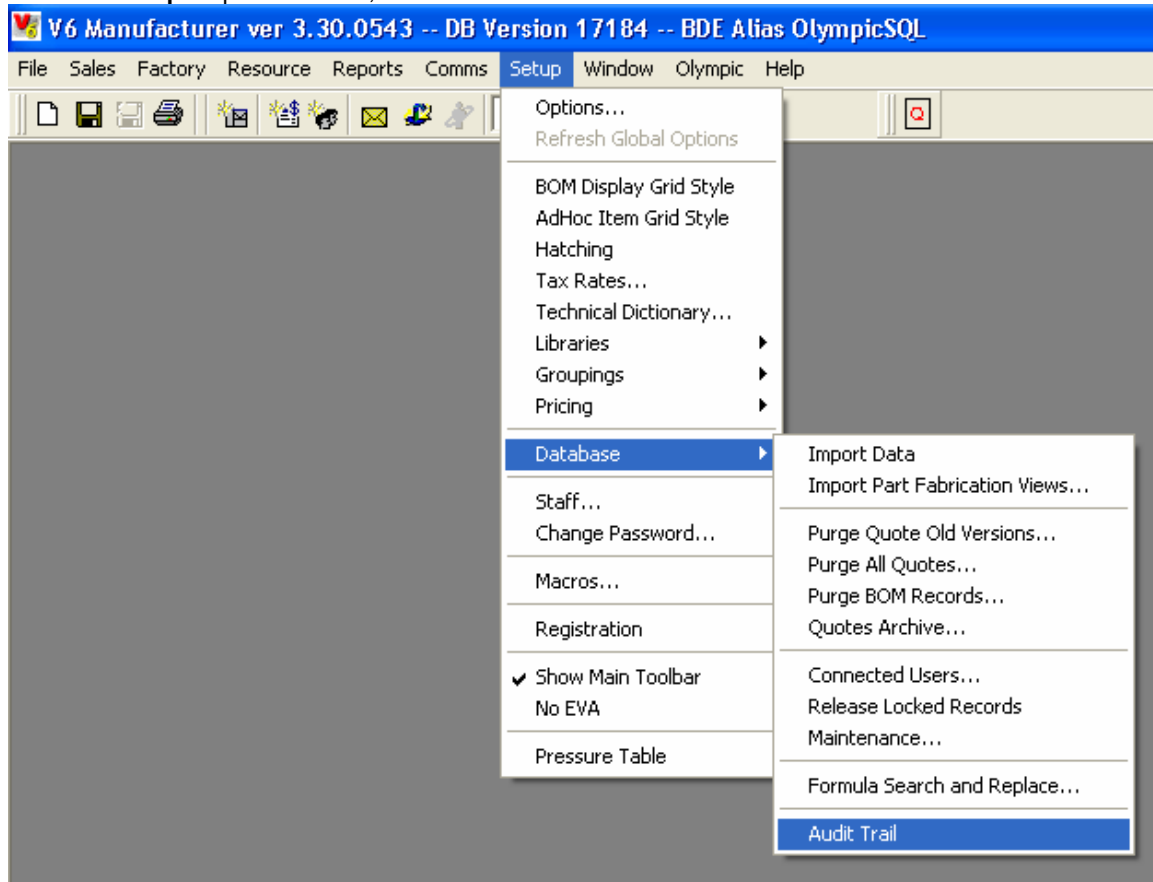 V6 Manufacturer ver 3.30.0543 -- DB Version 17184 -- BDE Alias OlympicSQL
File Sales Factory Resource Reports Comms Setup Window Olympic Help
Q
Options...
Refresh Global Options
BOM Display Grid Style
AdHoc Item Grid Style
Hatching
Tax Rates...
Technical Dictionary...
Libraries
Groupings
Pricing
Database
Staff...
Change Password...
Macros...
Registration
Show Main Toolbar
No EVA
Pressure Table
Import Data
Import Part Fabrication Views...
Purge Quote Old Versions...
Purge All Quotes...
Purge BOM Records...
Quotes Archive...
Connected Users...
Release Locked Records
Maintenance...
Formula Search and Replace...
Audit Trail